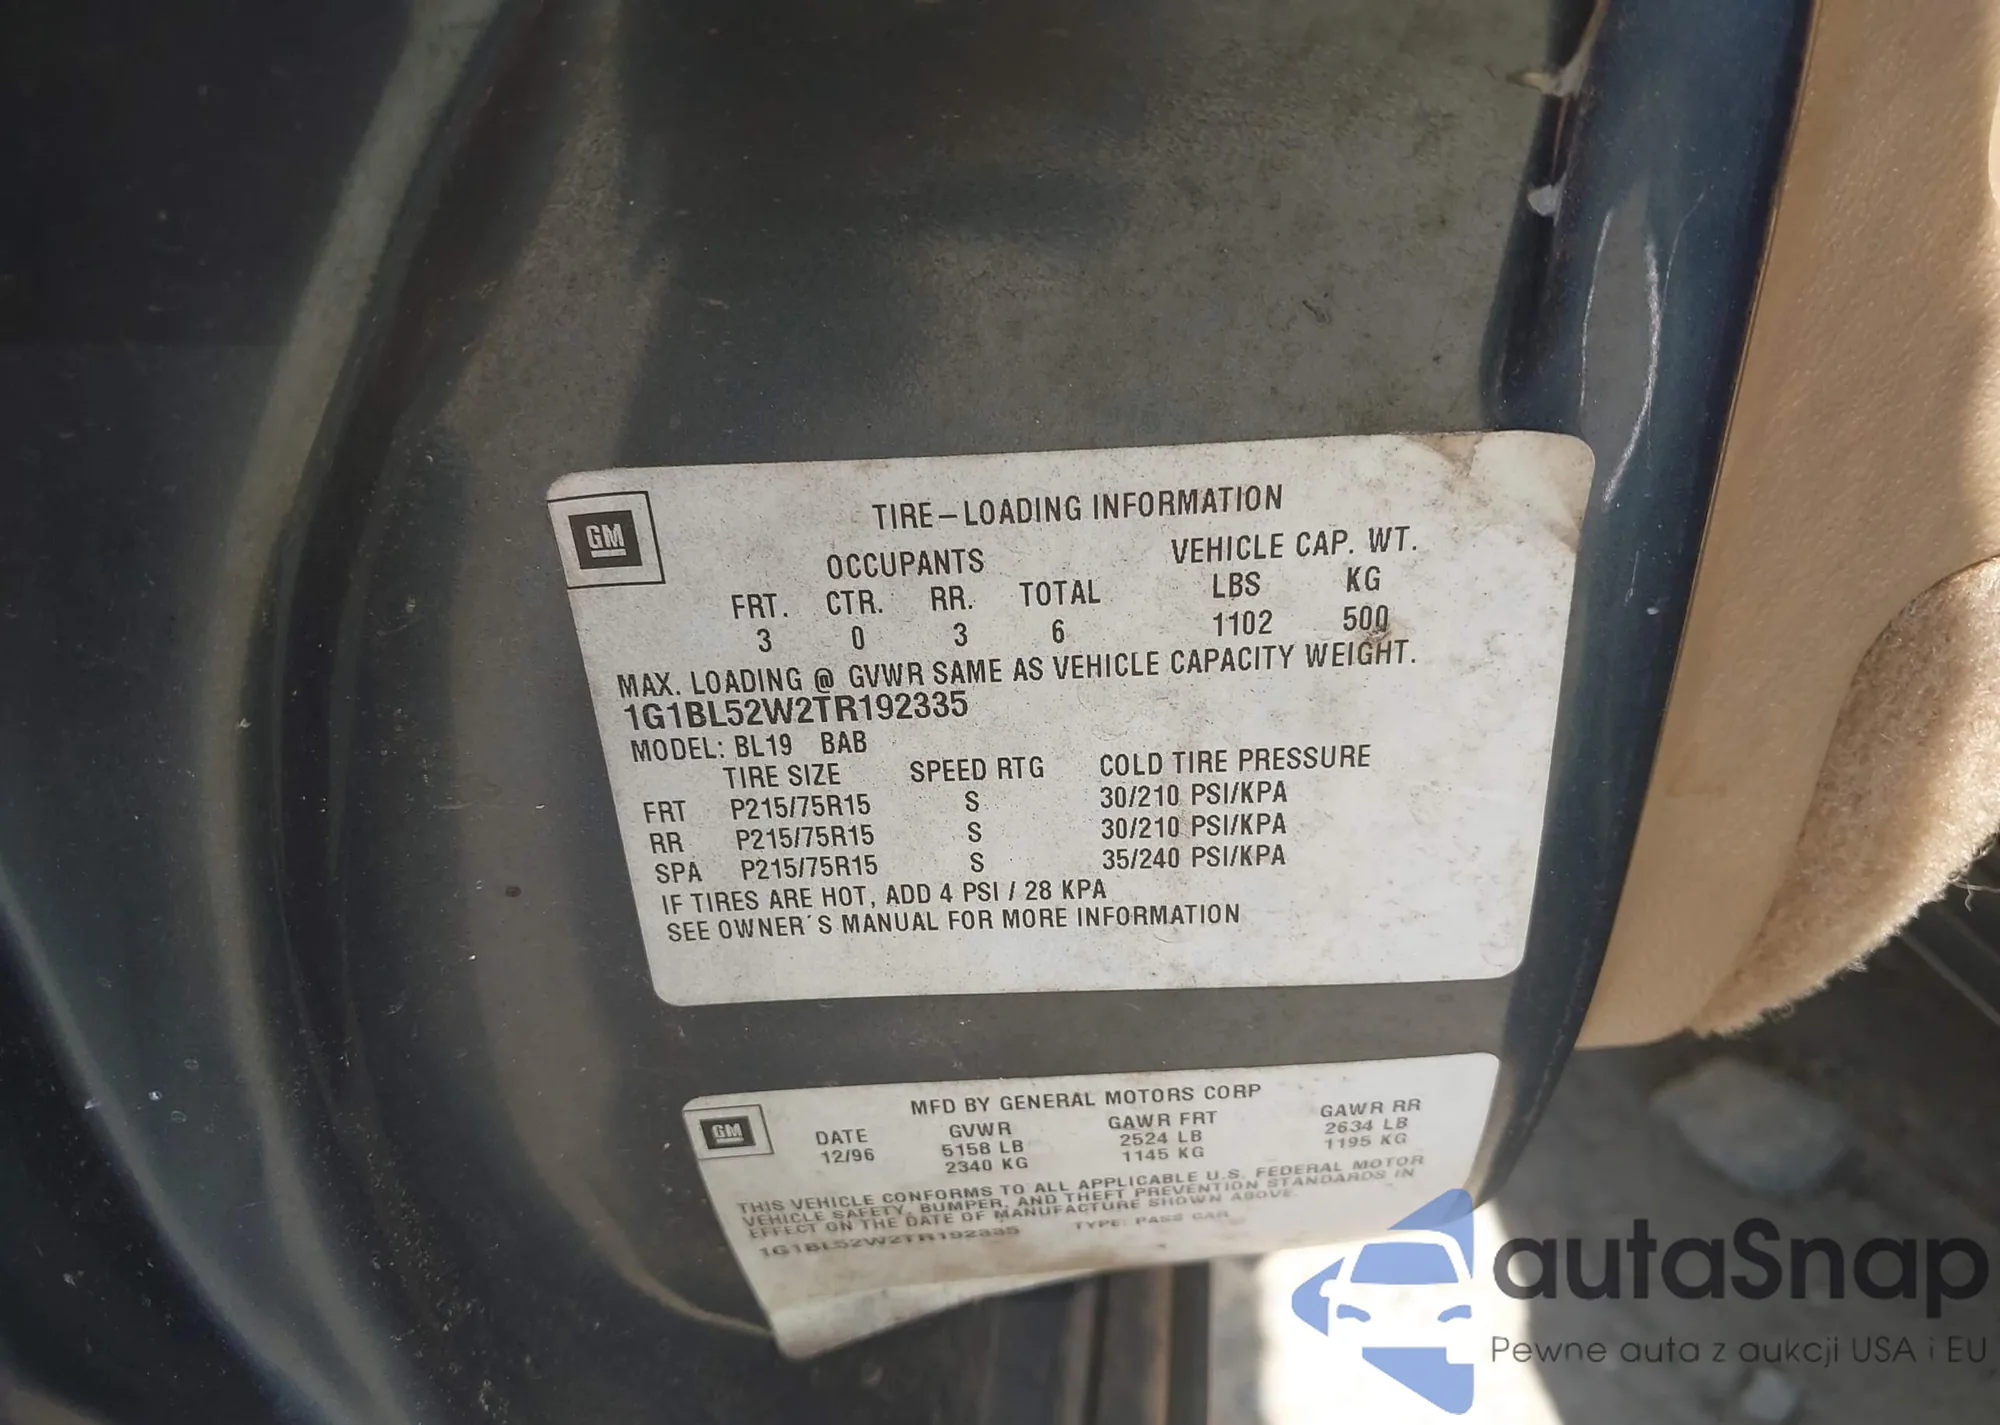 GM
TIRE-LOADING INFORMATION
OCCUPANTS VEHICLE CAP. WT.
FRT. CTR. RR. TOTAL LBS KG
3 0 3 6 1102 500
MAX. LOADING @ GVWR SAME AS VEHICLE CAPACITY WEIGHT.
1G1BL52W2TR192335
MODEL: BL19 BAB
TIRE SIZE SPEED RTG COLD TIRE PRESSURE
FRT P215/75R15 S 30/210 PSI/KPA
RR P215/75R15 S 30/210 PSI/KPA
SPA P215/75R15 S 35/240 PSI/KPA
IF TIRES ARE HOT, ADD 4 PSI / 28 KPA
SEE OWNER´S MANUAL FOR MORE INFORMATION
GM
MFD BY GENERAL MOTORS CORP
DATE GVWR GAWR FRT GAWR RR
12/96 5158 LB 2524 LB 2634 LB
2340 KG 1145 KG 1195 KG
THIS VEHICLE CONFORMS TO ALL APPLICABLE U.S. FEDERAL MOTOR
VEHICLE SAFETY, BUMPER, AND THEFT PREVENTION STANDARDS IN
EFFECT ON THE DATE OF MANUFACTURE SHOWN ABOVE.
1G1BL52W2TR192335 TYPE: PASS CAR
autaSnap
Pewne auta z aukcji USA i EU